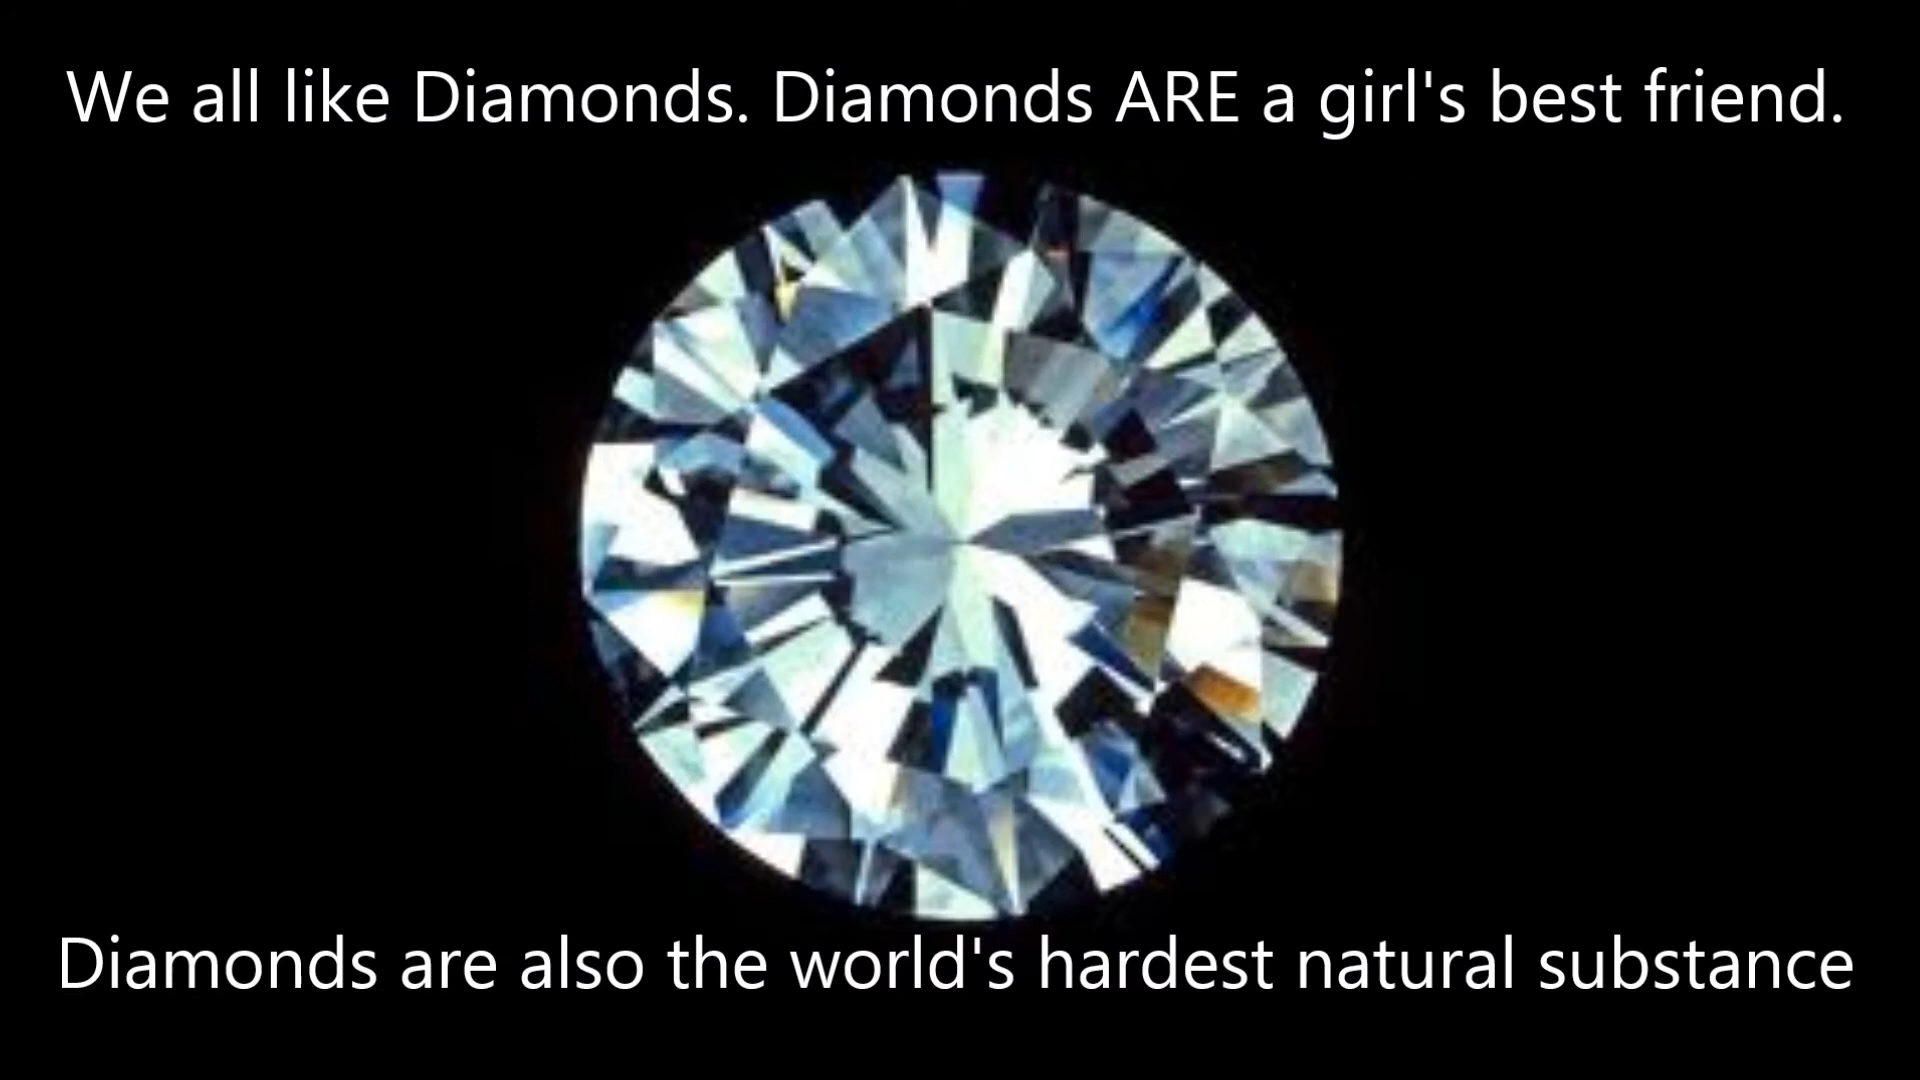 We all like Diamonds. Diamonds ARE a girl's best friend.
Diamonds are also the world's hardest natural substance